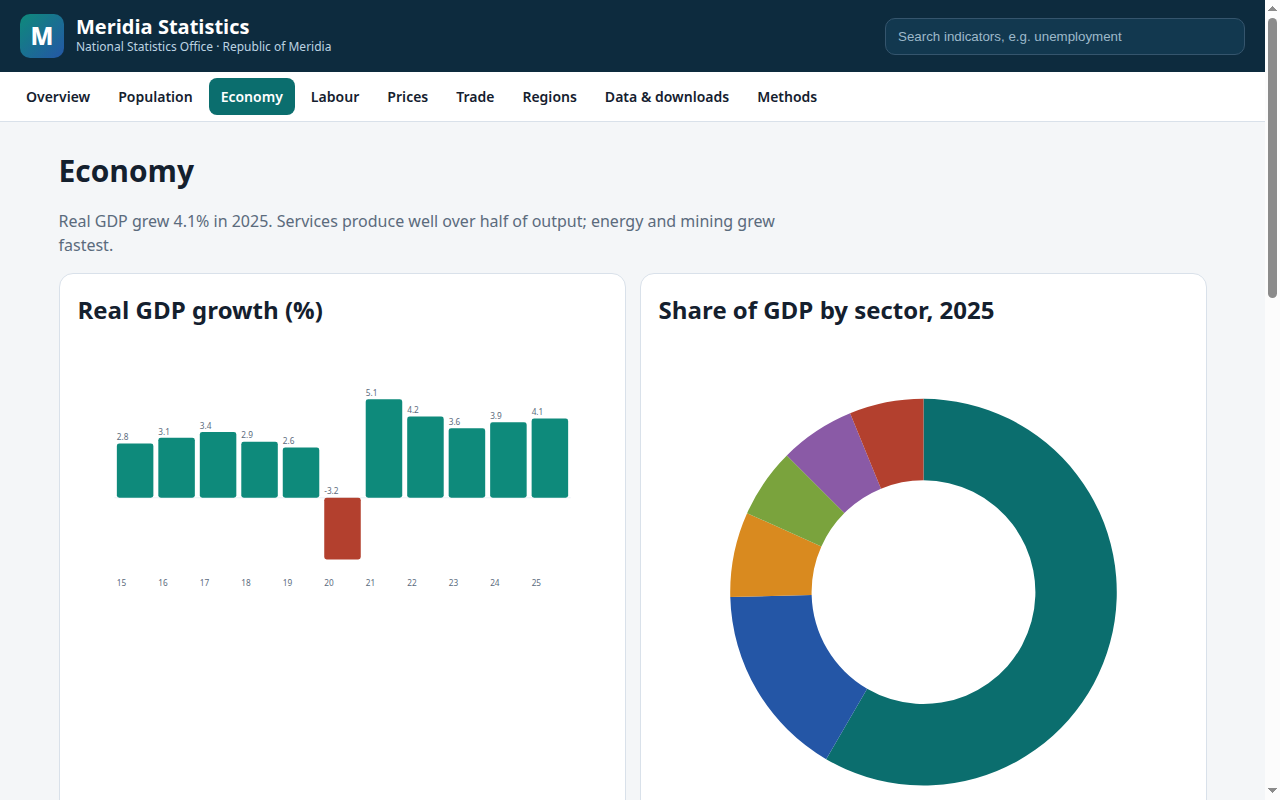 M
Meridia Statistics
National Statistics Office · Republic of Meridia
Search indicators, e.g. unemployment
Overview
Population
Economy
Labour
Prices
Trade
Regions
Data & downloads
Methods
Economy
Real GDP grew 4.1% in 2025. Services produce well over half of output; energy and mining grew
fastest.
Real GDP growth (%)
2.8
3.1
3.4
2.9
2.6
-3.2
5.1
4.2
3.6
3.9
4.1
15
16
17
18
19
20
21
22
23
24
25
Share of GDP by sector, 2025